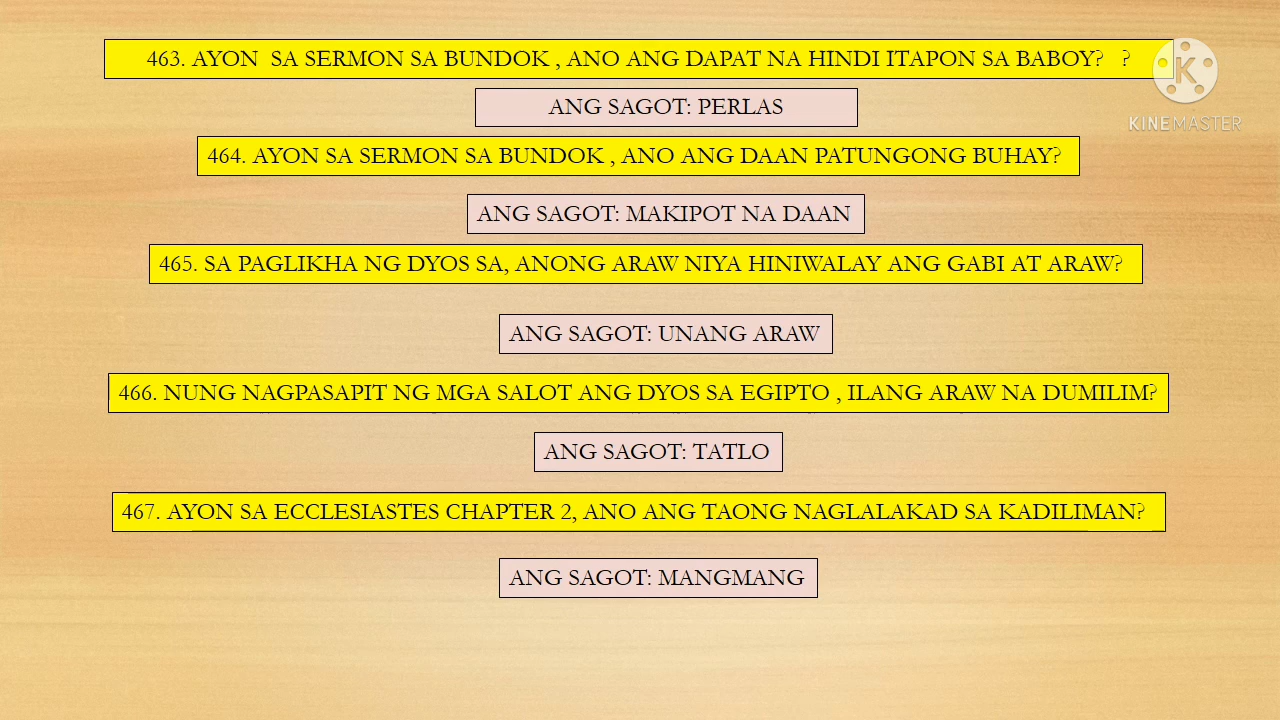 463. AYON SA SERMON SA BUNDOK , ANO ANG DAPAT NA HINDI ITAPON SA BABOY? ?
K
KINEMASTER
ANG SAGOT: PERLAS
464. AYON SA SERMON SA BUNDOK , ANO ANG DAAN PATUNGONG BUHAY?
ANG SAGOT: MAKIPOT NA DAAN
465. SA PAGLIKHA NG DYOS SA, ANONG ARAW NIYA HINIWALAY ANG GABI AT ARAW?
ANG SAGOT: UNANG ARAW
466. NUNG NAGPASAPIT NG MGA SALOT ANG DYOS SA EGIPTO , ILANG ARAW NA DUMILIM?
ANG SAGOT: TATLO
467. AYON SA ECCLESIASTES CHAPTER 2, ANO ANG TAONG NAGLALAKAD SA KADILIMAN?
ANG SAGOT: MANGMANG